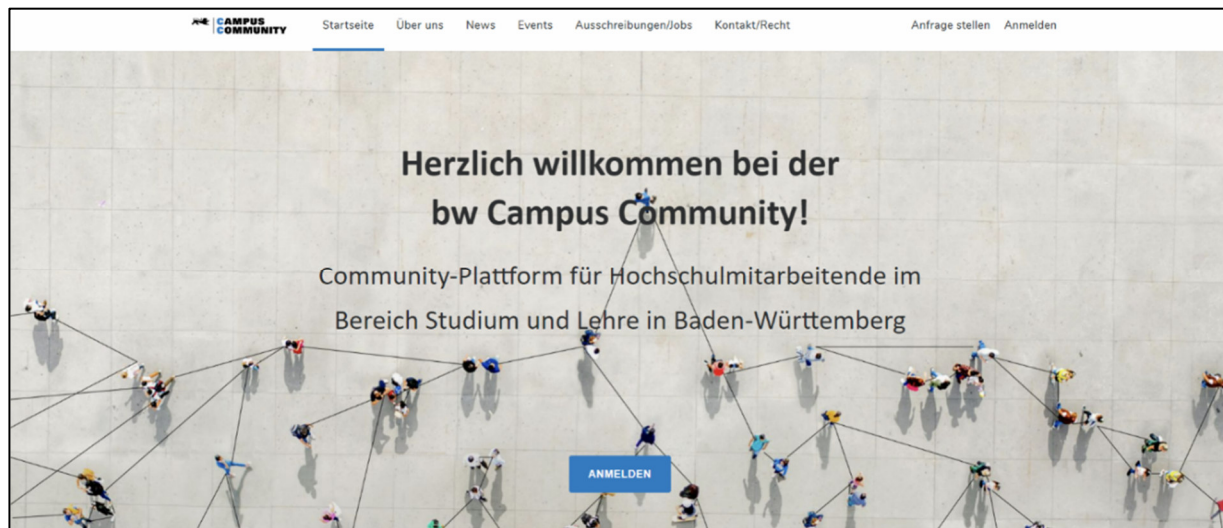 CAMPUS
COMMUNITY
Startseite
Über uns
News
Events
Ausschreibungen/Jobs
Kontakt/Recht
Anfrage stellen
Anmelden
Herzlich willkommen bei der
bw Campus Community!
Community-Plattform für Hochschulmitarbeitende im
Bereich Studium und Lehre in Baden-Württemberg
ANMELDEN